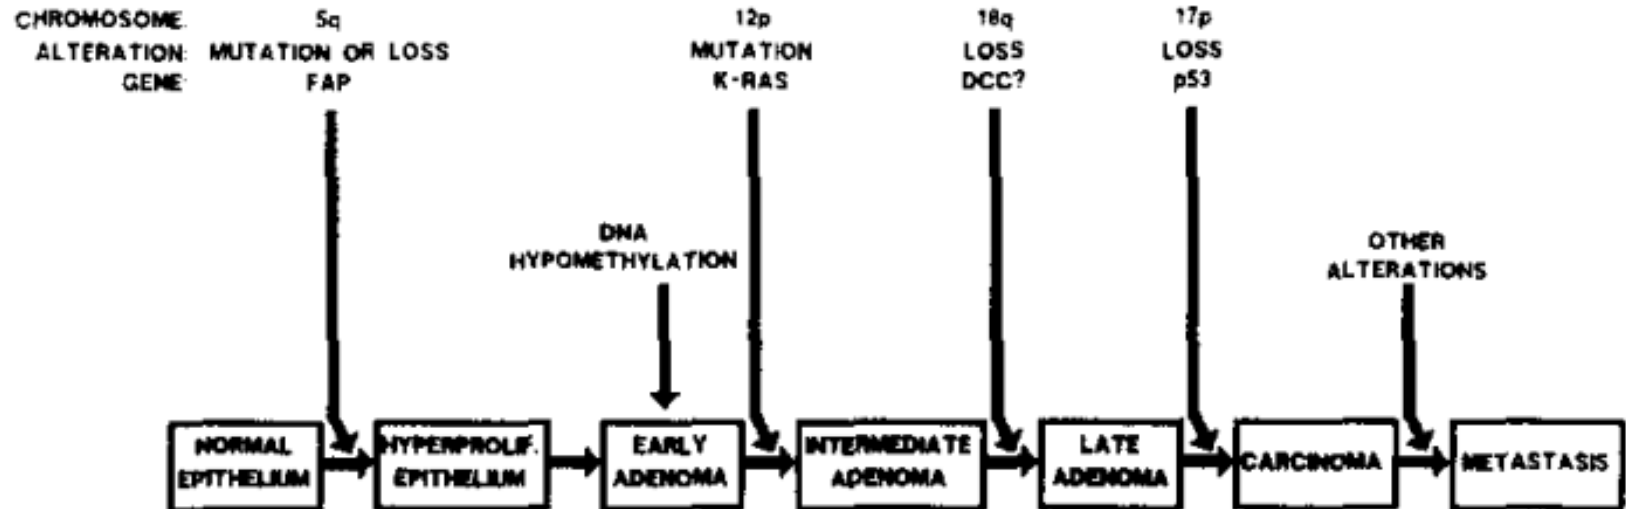 CHROMOSOME: 5q 12p 18q 17p
ALTERATION: MUTATION OR LOSS MUTATION LOSS LOSS
GENE: FAP K-RAS DCC? p53
DNA
HYPOMETHYLATION
OTHER
ALTERATIONS
NORMAL
EPITHELIUM
HYPERPROLIF.
EPITHELIUM
EARLY
ADENOMA
INTERMEDIATE
ADENOMA
LATE
ADENOMA
CARCINOMA
METASTASIS